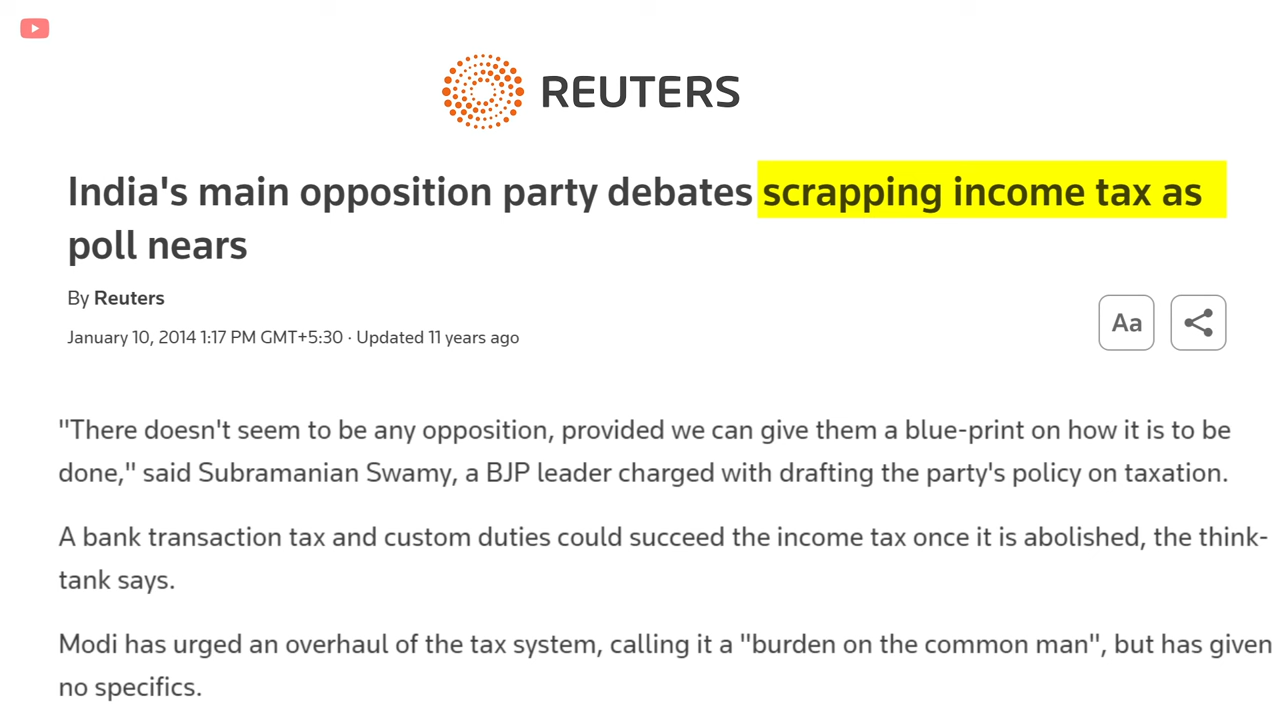 REUTERS
India's main opposition party debates scrapping income tax as
poll nears
By Reuters
January 10, 2014 1:17 PM GMT+5:30 · Updated 11 years ago
Aa
"There doesn't seem to be any opposition, provided we can give them a blue-print on how it is to be
done," said Subramanian Swamy, a BJP leader charged with drafting the party's policy on taxation.
A bank transaction tax and custom duties could succeed the income tax once it is abolished, the think-
tank says.
Modi has urged an overhaul of the tax system, calling it a "burden on the common man", but has given
no specifics.